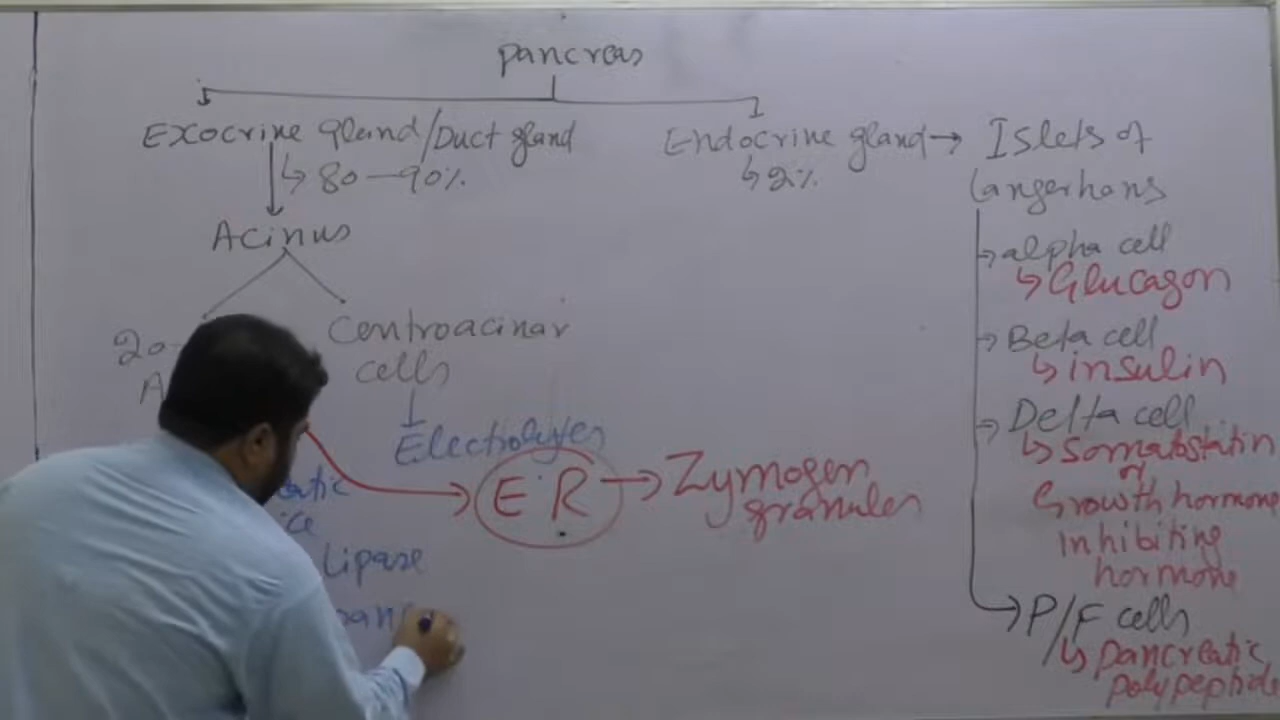 pancreas
Exocrine gland/Duct gland
↳ 80-90%
Endocrine gland →
↳ 2%
Islets of
Langerhans
Acinus
20-
A
Centroacinar
cells
Electrolytes
E.R → Zymogen
granules
Lipase
alpha cell
↳ Glucagon
Beta cell
↳ insulin
Delta cell
↳ Somatostatin
or
Growth hormone
inhibiting
hormone
P/F cells
↳ pancreatic
polypeptide